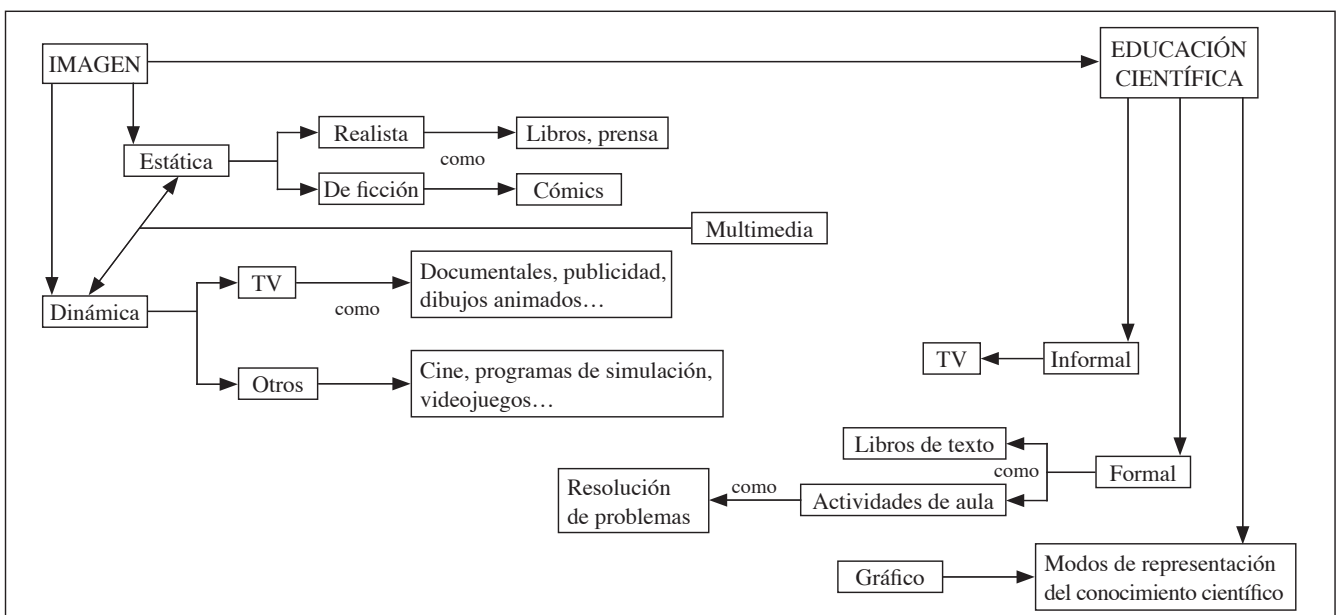 IMAGEN
EDUCACIÓN
CIENTÍFICA
Realista
como
Libros, prensa
Estática
De ficción
Cómics
Multimedia
TV
como
Documentales, publicidad,
dibujos animados…
Dinámica
TV
Informal
Otros
Cine, programas de simulación,
videojuegos…
Libros de texto
como
Formal
Resolución
de problemas
como
Actividades de aula
Gráfico
Modos de representación
del conocimiento científico